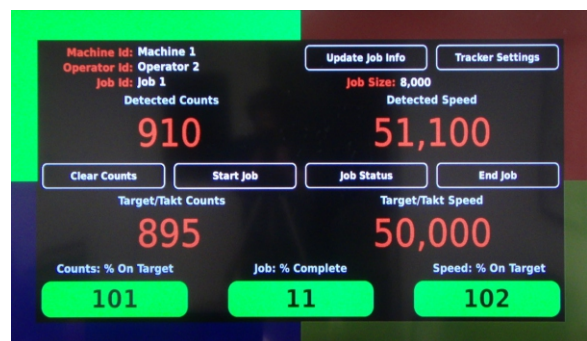 Machine Id: Machine 1
Operator Id: Operator 2
Job Id: Job 1
Update Job Info
Tracker Settings
Job Size: 8,000
Detected Counts
Detected Speed
910
51,100
Clear Counts
Start Job
Job Status
End Job
Target/Takt Counts
Target/Takt Speed
895
50,000
Counts: % On Target
Job: % Complete
Speed: % On Target
101
11
102